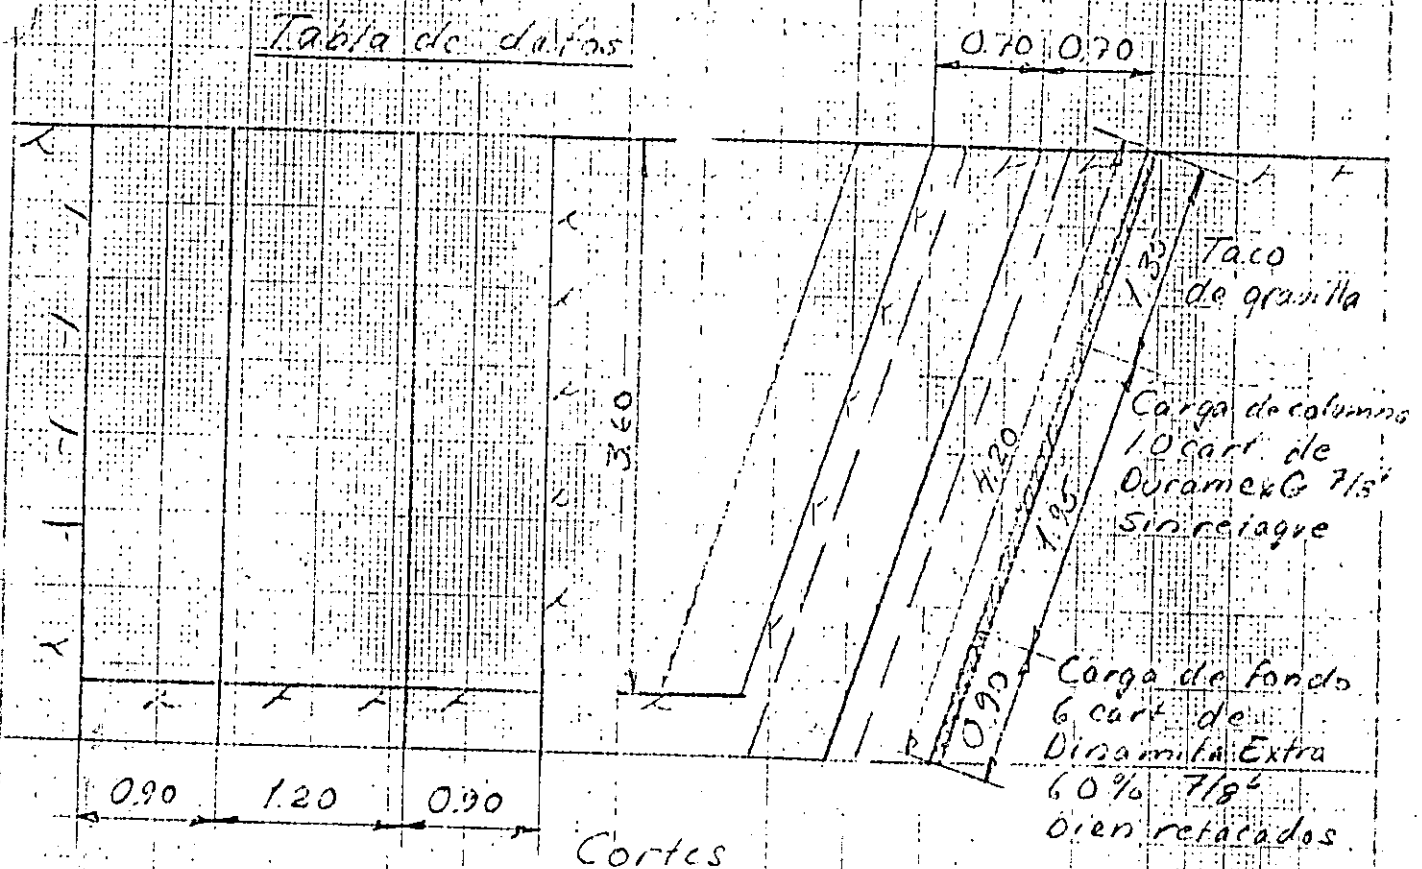 Tabla de datos
0.70 0.70
Taco
de gravilla
1.35
3.60
4.20
1.95
Carga de columna
10 cart. de
Duramex G 7/8"
sin retaque
0.90
Carga de fondo
6 cart. de
Dinamita Extra
60% 7/8"
bien retacados
0.90 1.20 0.90
Cortes